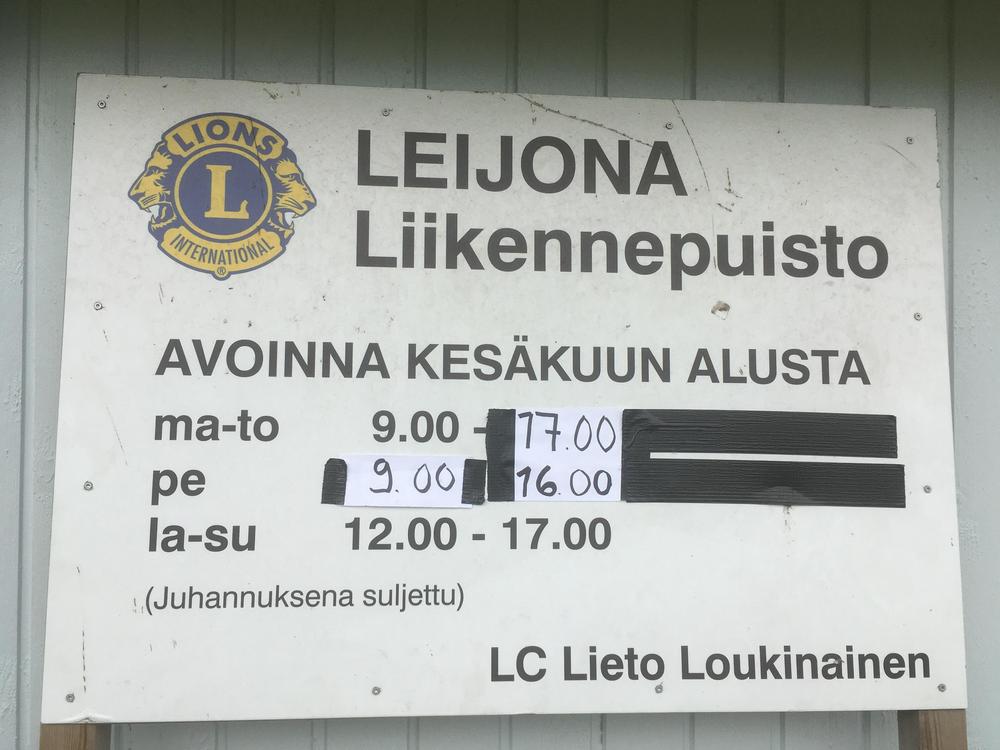 LIONS
L
INTERNATIONAL
®
LEIJONA
Liikennepuisto
AVOINNA KESÄKUUN ALUSTA
ma-to 9.00 - 17.00
pe 9.00 16.00
la-su 12.00 - 17.00
(Juhannuksena suljettu)
LC Lieto Loukinainen